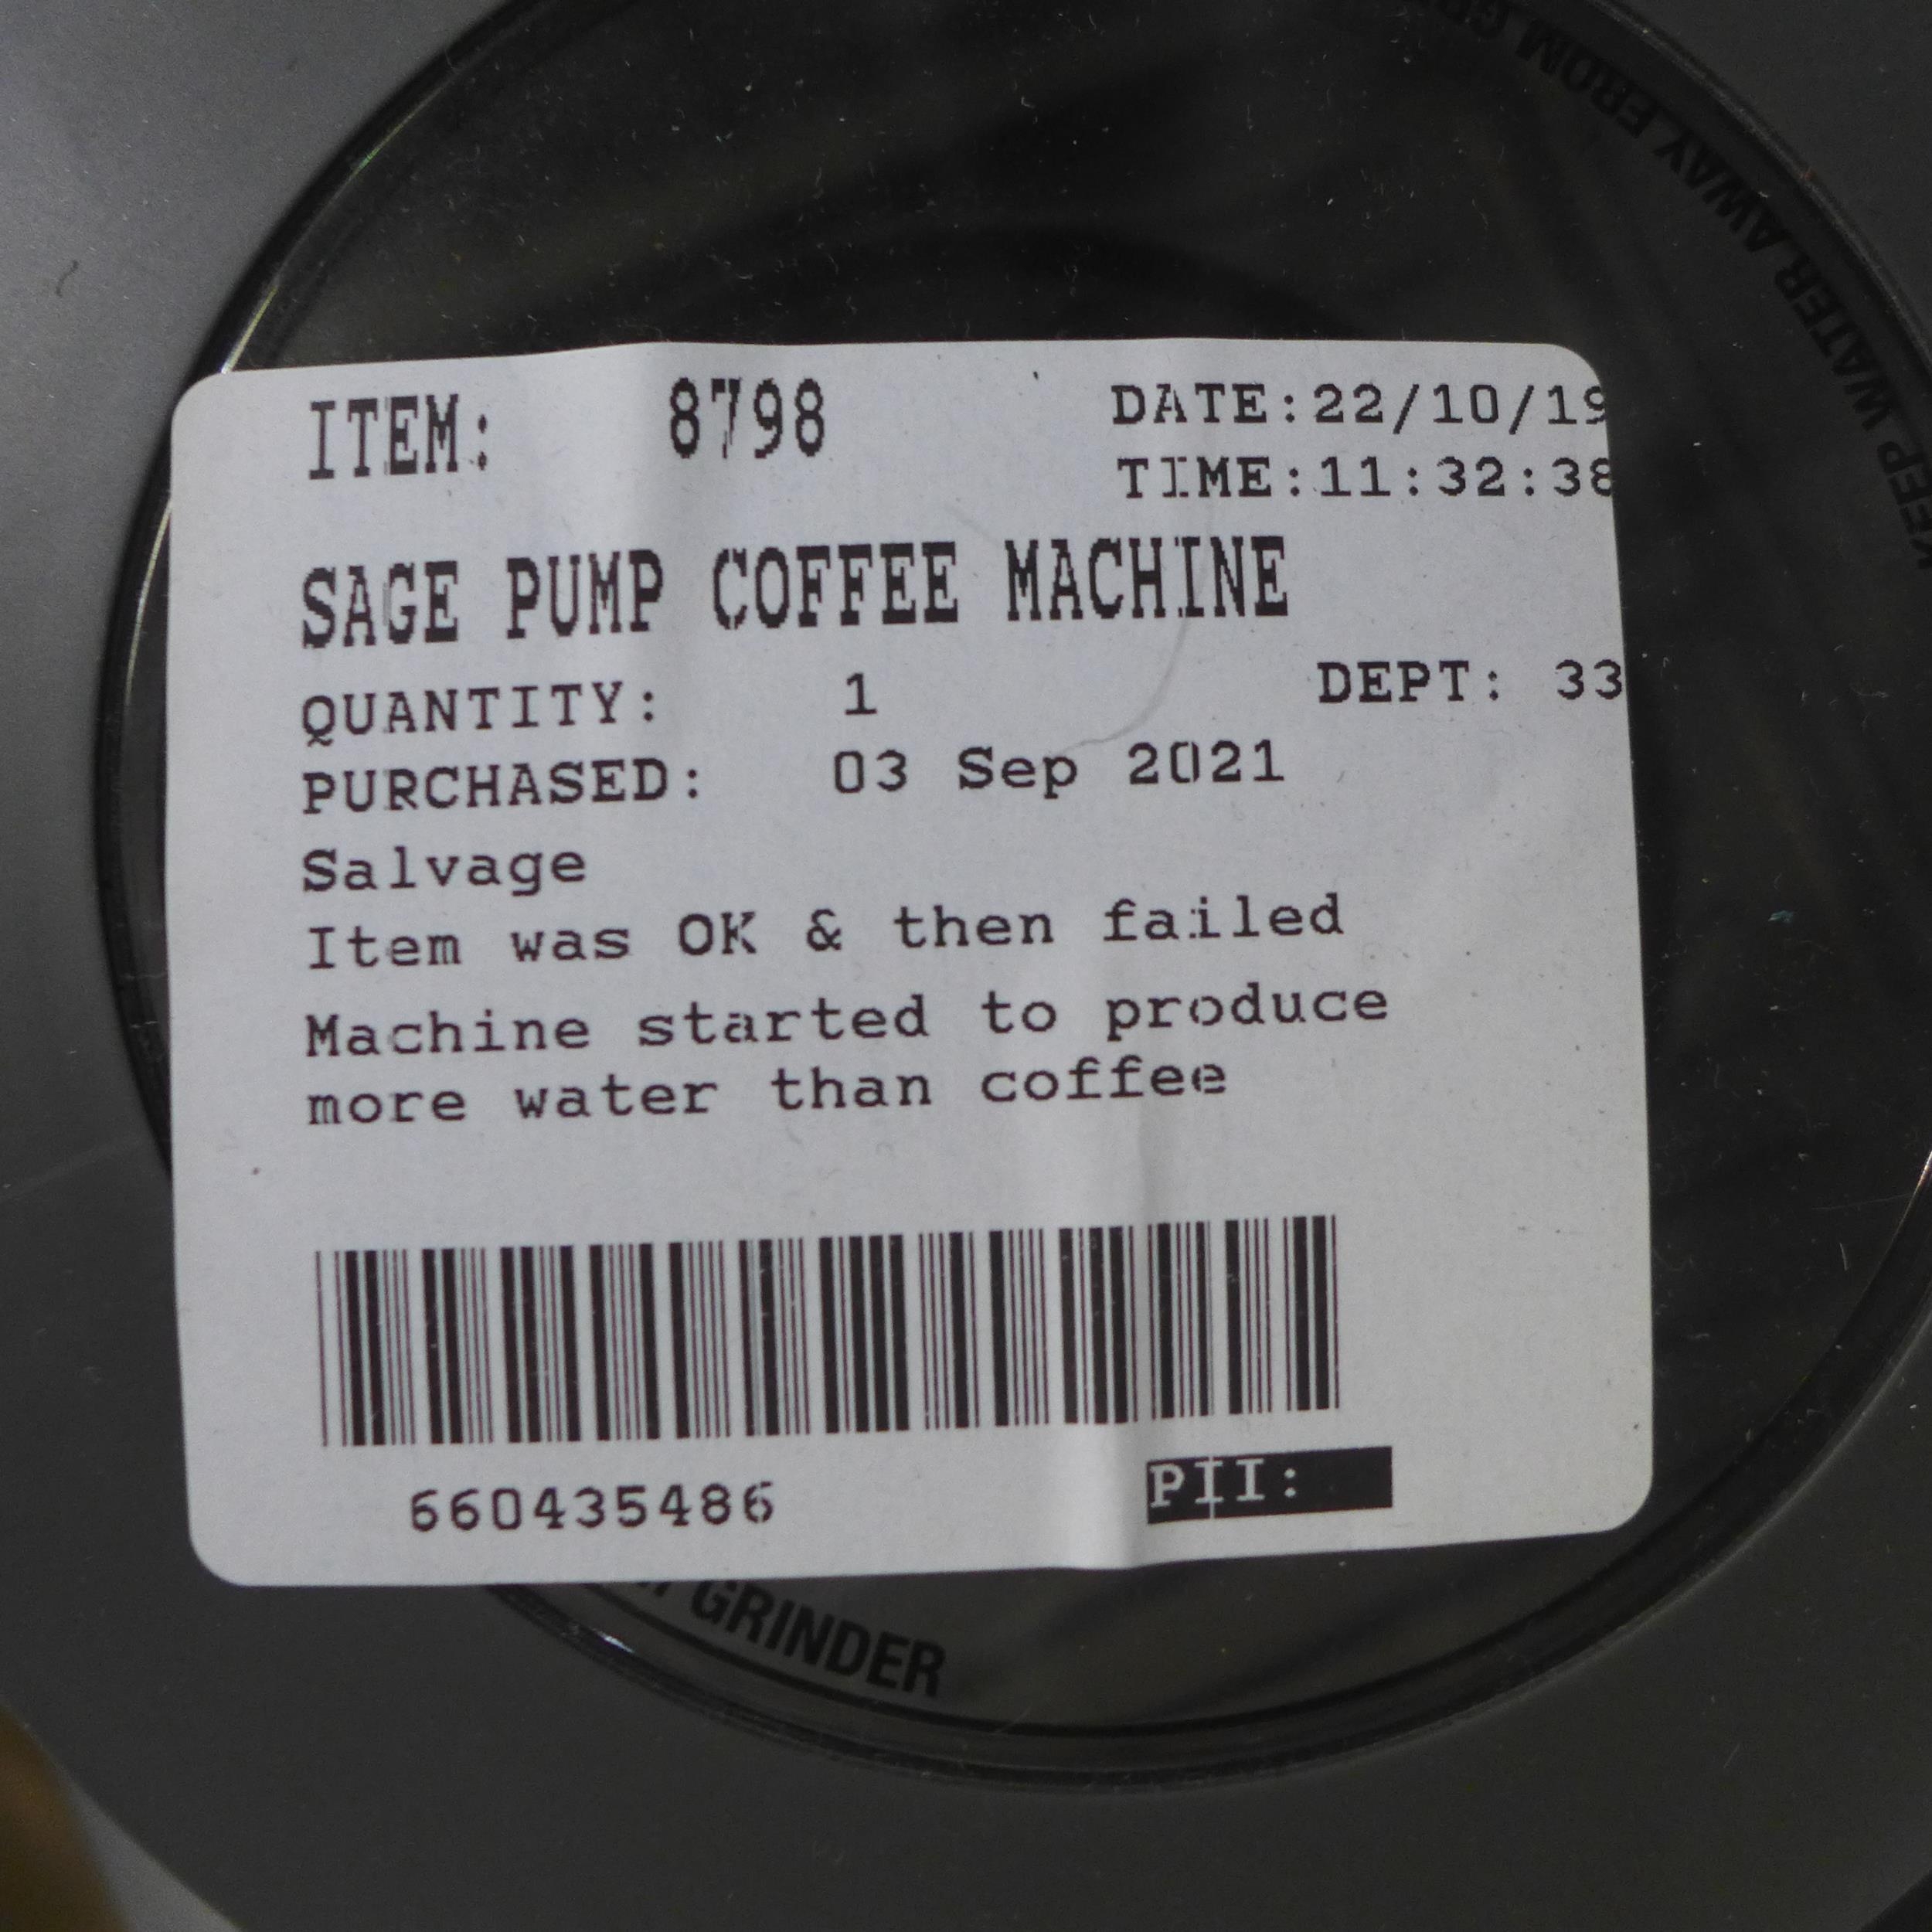 KEEP WATER AWAY FROM
ITEM: 8798
DATE:22/10/19
TIME:11:32:38
SAGE PUMP COFFEE MACHINE
QUANTITY: 1
DEPT: 33
PURCHASED: 03 Sep 2021
Salvage
Item was OK & then failed
Machine started to produce
more water than coffee
660435486
PII:
GRINDER